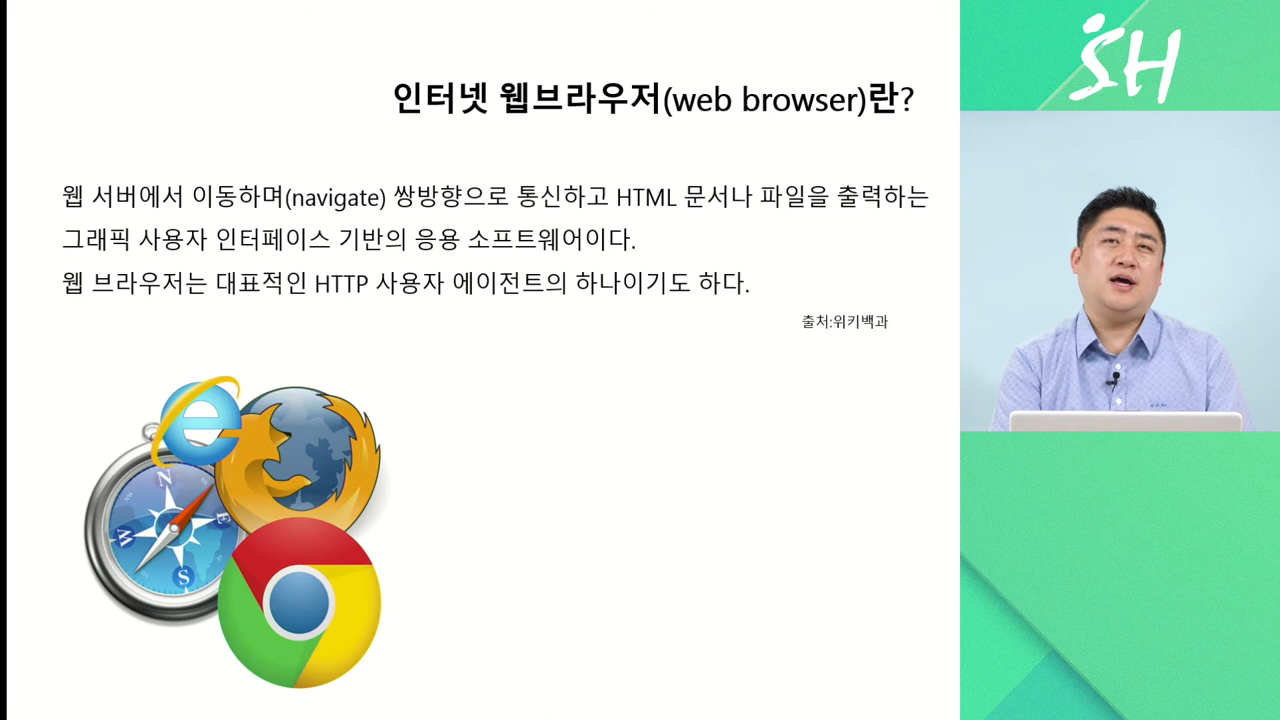 SH
인터넷 웹브라우저(web browser)란?
웹 서버에서 이동하며(navigate) 쌍방향으로 통신하고 HTML 문서나 파일을 출력하는
그래픽 사용자 인터페이스 기반의 응용 소프트웨어이다.
웹 브라우저는 대표적인 HTTP 사용자 에이전트의 하나이기도 하다.
출처:위키백과
N
E
W
S